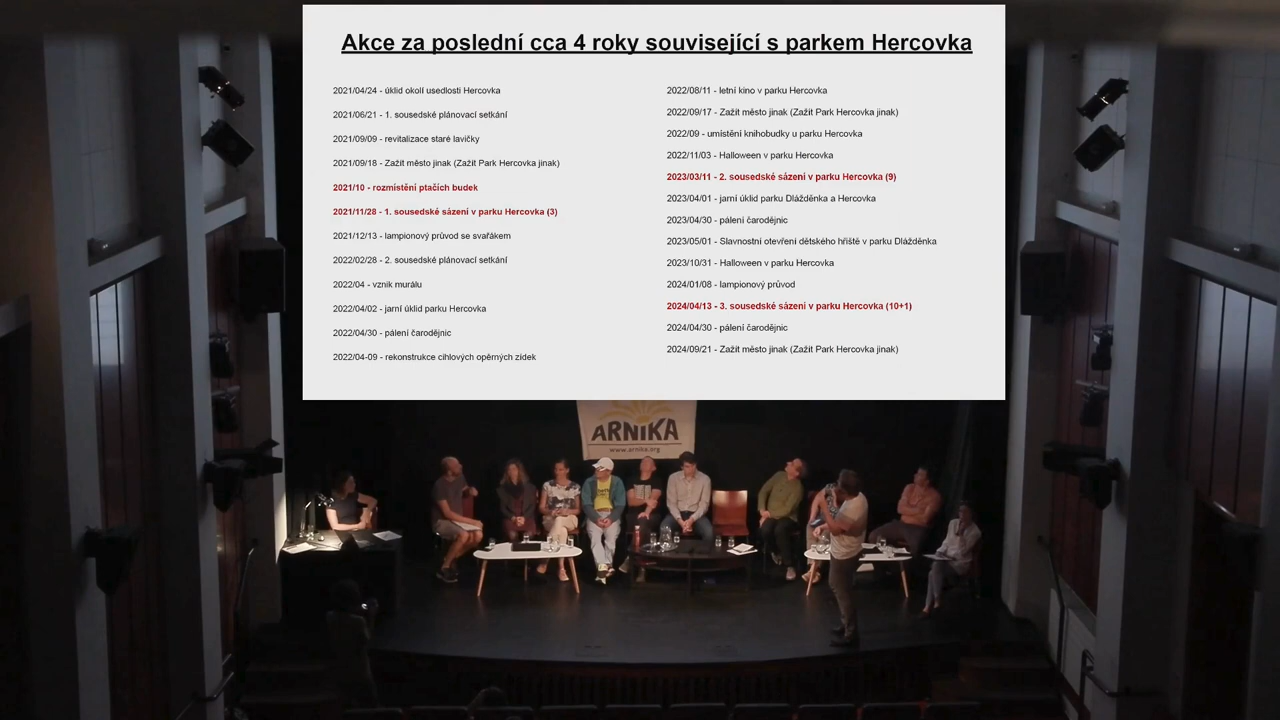 Akce za poslední cca 4 roky související s parkem Hercovka
2021/04/24 - úklid okolí usedlosti Hercovka
2021/06/21 - 1. sousedské plánovací setkání
2021/09/09 - revitalizace staré lavičky
2021/09/18 - Zažít město jinak (Zažít Park Hercovka jinak)
2021/10 - rozmístění ptačích budek
2021/11/28 - 1. sousedské sázení v parku Hercovka (3)
2021/12/13 - lampionový průvod se svařákem
2022/02/28 - 2. sousedské plánovací setkání
2022/04 - vznik murálu
2022/04/02 - jarní úklid parku Hercovka
2022/04/30 - pálení čarodějnic
2022/04-09 - rekonstrukce cihlových opěrných zídek
2022/08/11 - letní kino v parku Hercovka
2022/09/17 - Zažít město jinak (Zažít Park Hercovka jinak)
2022/09 - umístění knihobudky u parku Hercovka
2022/11/03 - Halloween v parku Hercovka
2023/03/11 - 2. sousedské sázení v parku Hercovka (9)
2023/04/01 - jarní úklid parku Dlážděnka a Hercovka
2023/04/30 - pálení čarodějnic
2023/05/01 - Slavnostní otevření dětského hřiště v parku Dlážděnka
2023/10/31 - Halloween v parku Hercovka
2024/01/08 - lampionový průvod
2024/04/13 - 3. sousedské sázení v parku Hercovka (10+1)
2024/04/30 - pálení čarodějnic
2024/09/21 - Zažít město jinak (Zažít Park Hercovka jinak)
ARNIKA
www.arnika.org